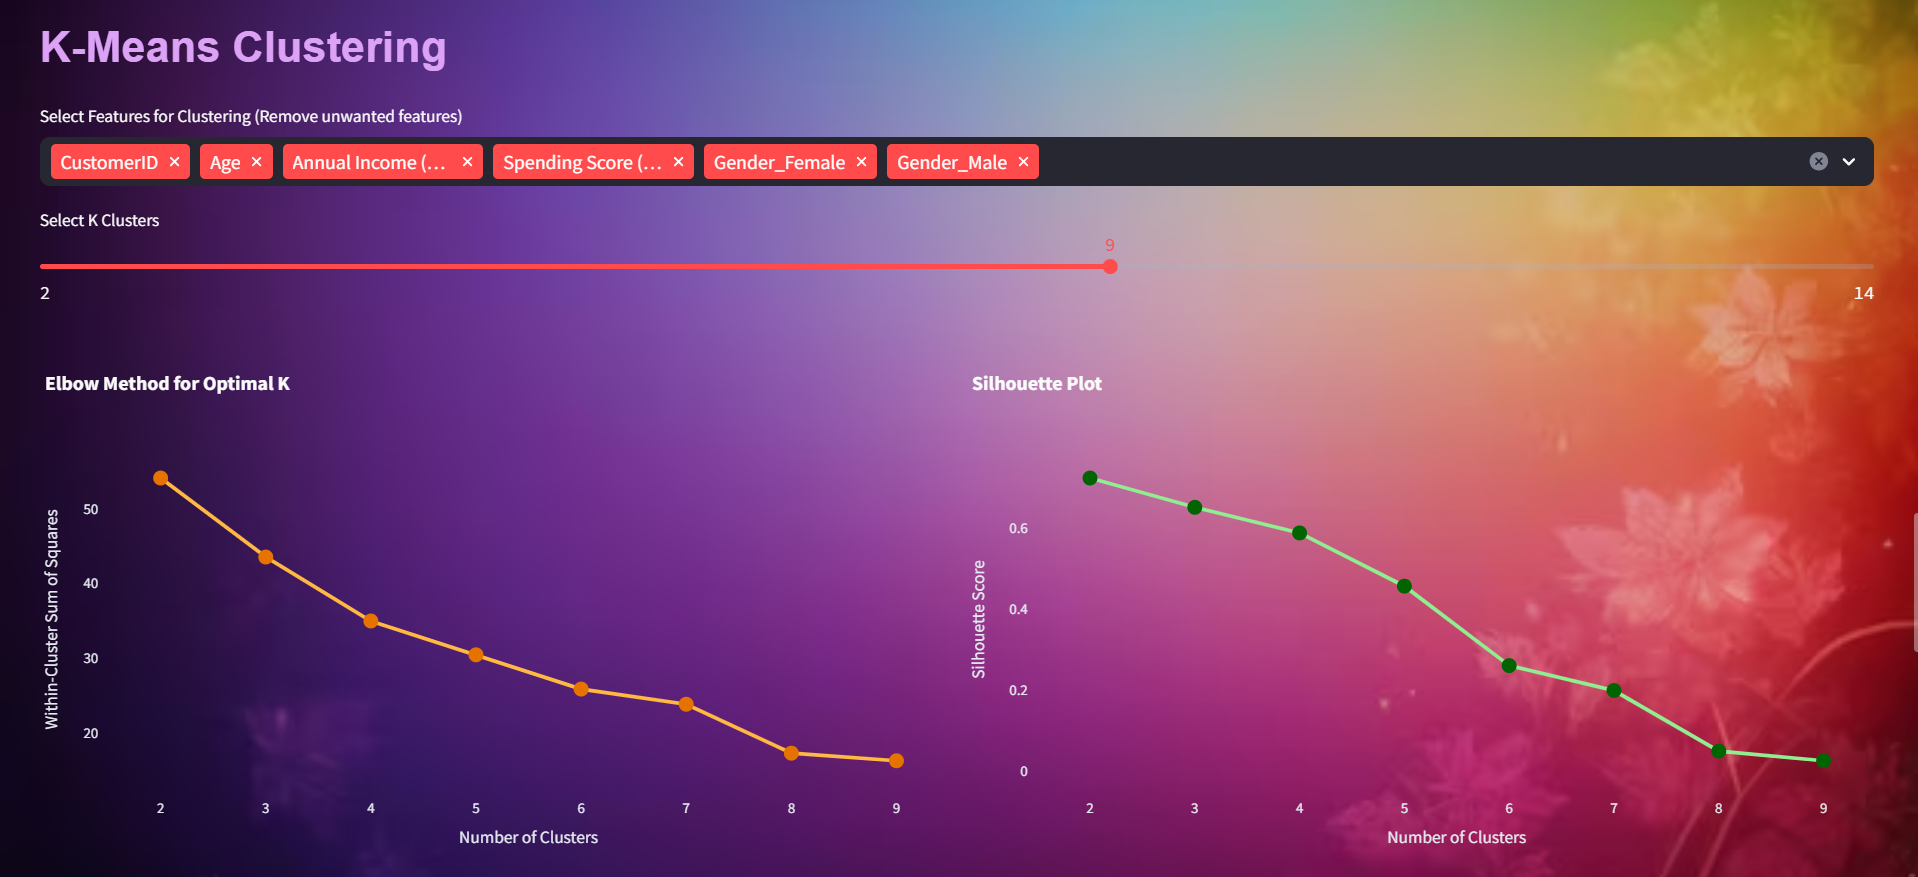 K-Means Clustering
Select Features for Clustering (Remove unwanted features)
CustomerID × Age × Annual Income (... × Spending Score (... × Gender_Female × Gender_Male ×
Select K Clusters
9
2 14
Elbow Method for Optimal K
Within-Cluster Sum of Squares
50
40
30
20
2 3 4 5 6 7 8 9
Number of Clusters
Silhouette Plot
Silhouette Score
0.6
0.4
0.2
0
2 3 4 5 6 7 8 9
Number of Clusters